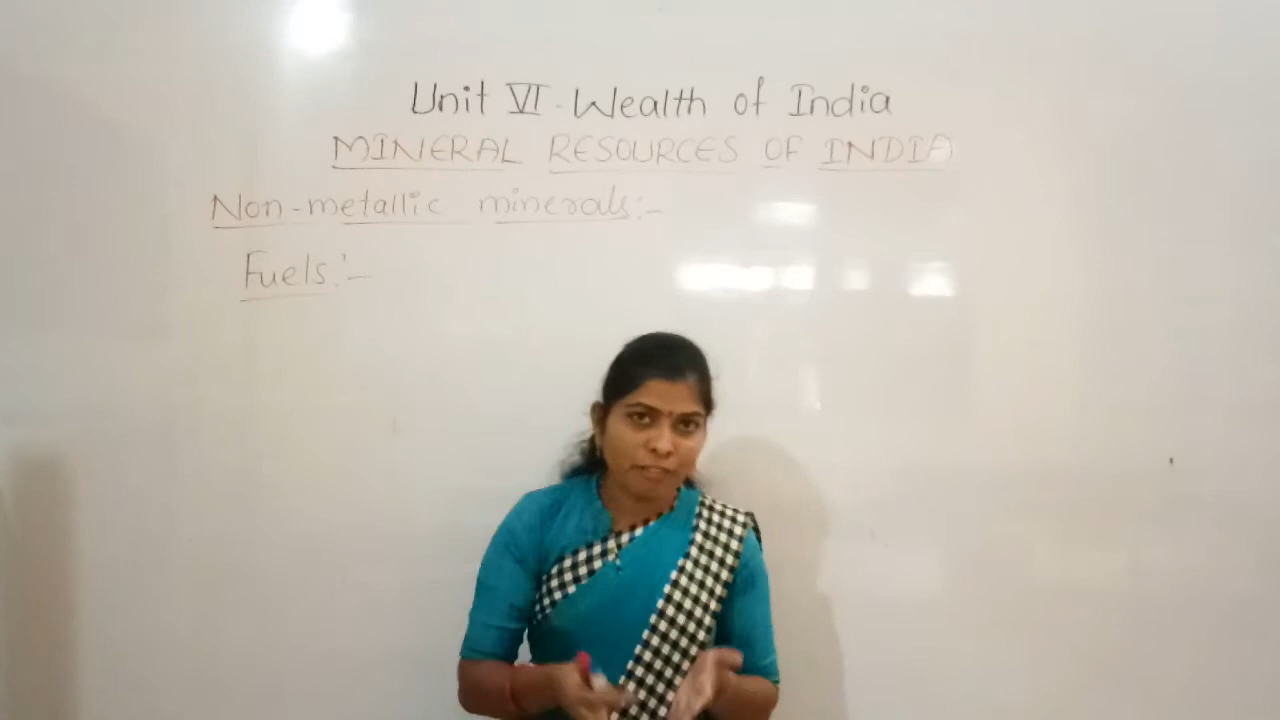 Unit VI - Wealth of India
MINERAL RESOURCES OF INDIA
Non-metallic minerals:-
Fuels:-